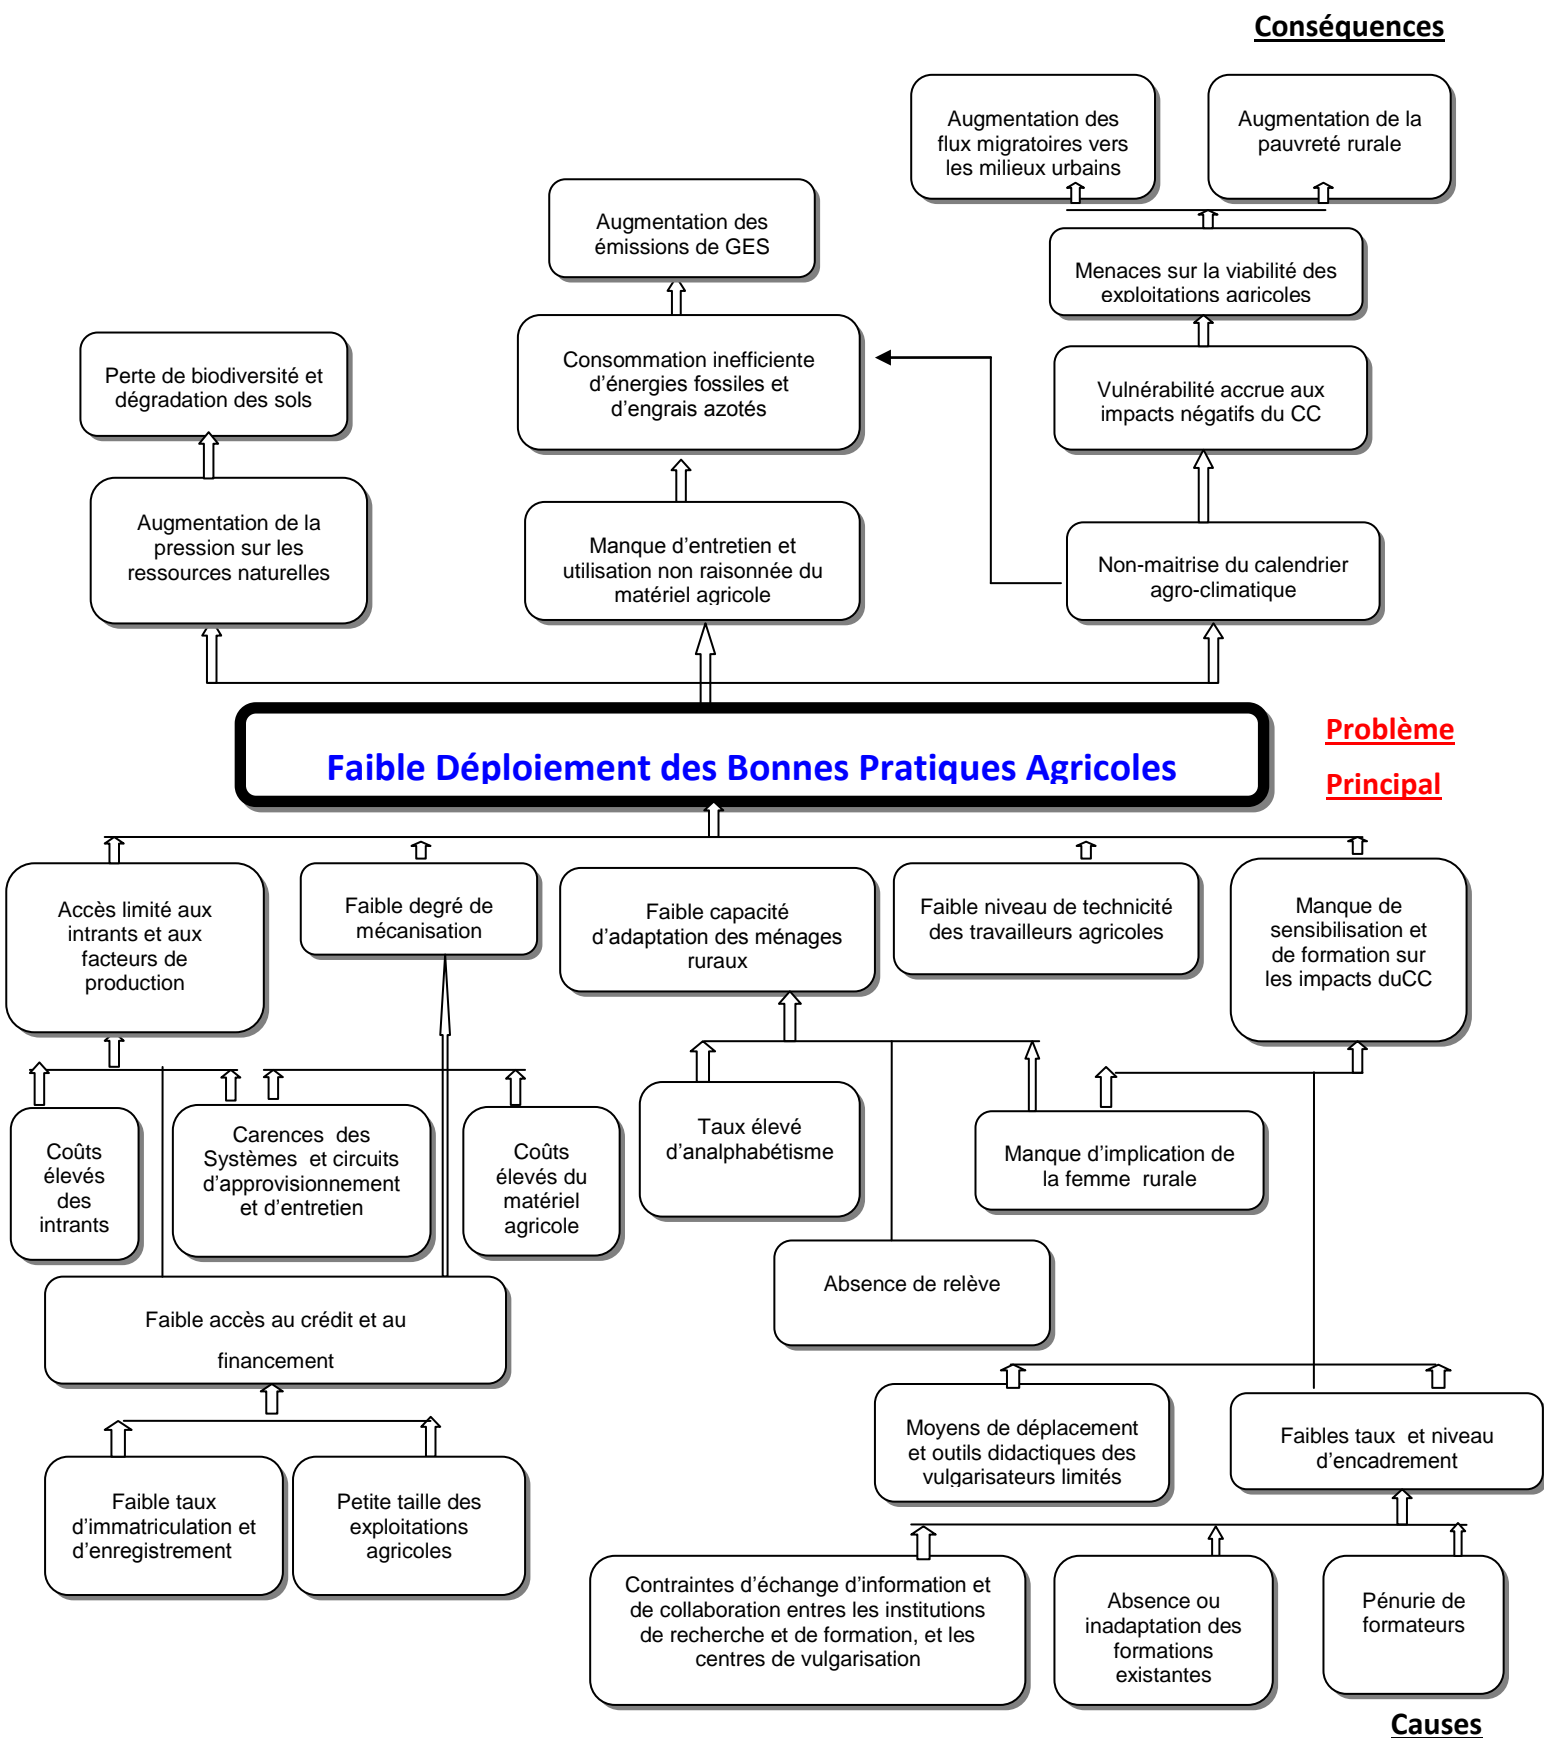 Conséquences
Augmentation des
flux migratoires vers
les milieux urbains
Augmentation de la
pauvreté rurale
Augmentation des
émissions de GES
Menaces sur la viabilité des
exploitations agricoles
Perte de biodiversité et
dégradation des sols
Consommation inefficiente
d'énergies fossiles et
d'engrais azotés
Vulnérabilité accrue aux
impacts négatifs du CC
Augmentation de la
pression sur les
ressources naturelles
Manque d'entretien et
utilisation non raisonnée du
matériel agricole
Non-maitrise du calendrier
agro-climatique
Faible Déploiement des Bonnes Pratiques Agricoles
Problème
Principal
Accès limité aux
intrants et aux
facteurs de
production
Faible degré de
mécanisation
Faible capacité
d'adaptation des ménages
ruraux
Faible niveau de technicité
des travailleurs agricoles
Manque de
sensibilisation et
de formation sur
les impacts duCC
Coûts
élevés
des
intrants
Carences des
Systèmes et circuits
d'approvisionnement
et d'entretien
Coûts
élevés du
matériel
agricole
Taux élevé
d'analphabétisme
Manque d'implication de
la femme rurale
Absence de relève
Faible accès au crédit et au
financement
Moyens de déplacement
et outils didactiques des
vulgarisateurs limités
Faibles taux et niveau
d'encadrement
Faible taux
d'immatriculation et
d'enregistrement
Petite taille des
exploitations
agricoles
Contraintes d'échange d'information et
de collaboration entres les institutions
de recherche et de formation, et les
centres de vulgarisation
Absence ou
inadaptation des
formations
existantes
Pénurie de
formateurs
Causes